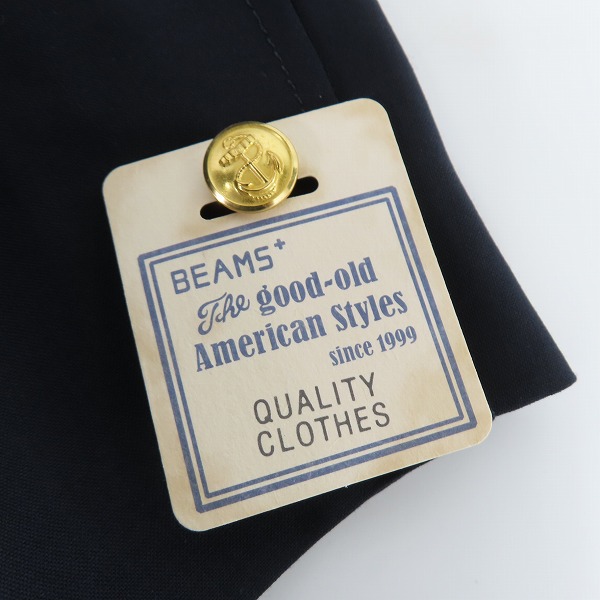 BEAMS+
The good-old
American Styles
since 1999
QUALITY
CLOTHES